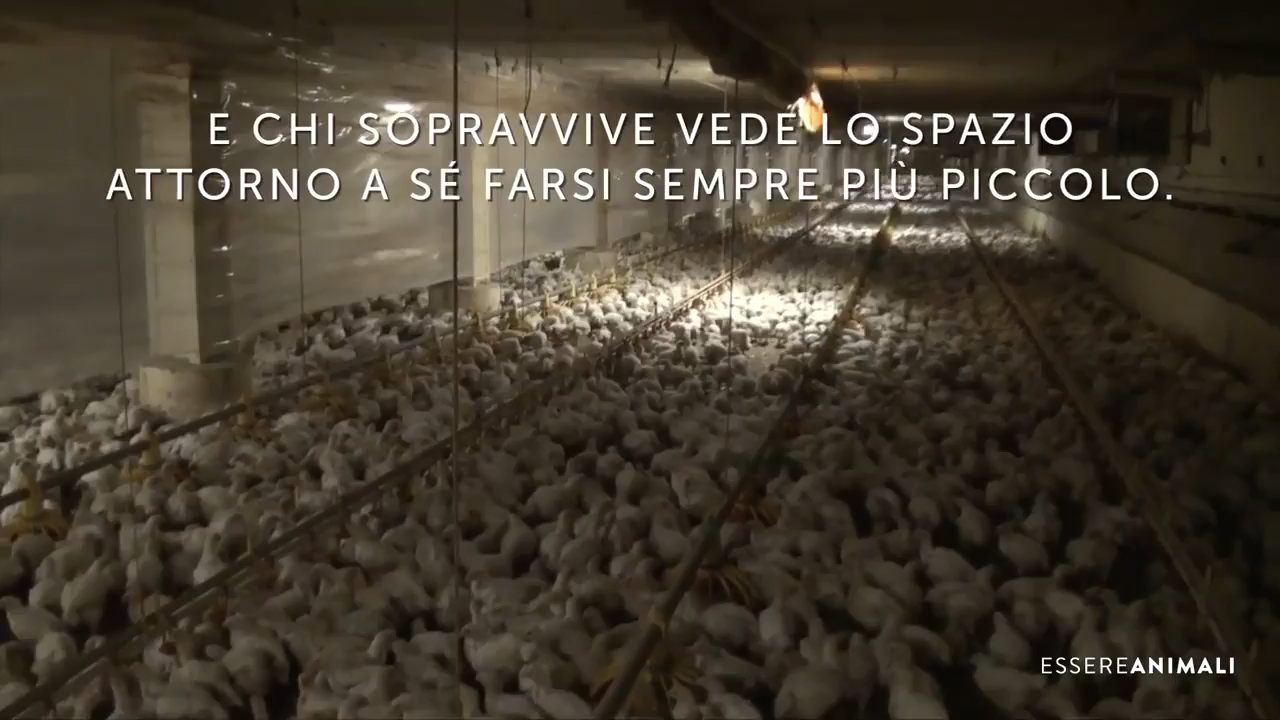 E CHI SOPRAVVIVE VEDE LO SPAZIO
ATTORNO A SÉ FARSI SEMPRE PIÙ PICCOLO.
ESSEREANIMALI